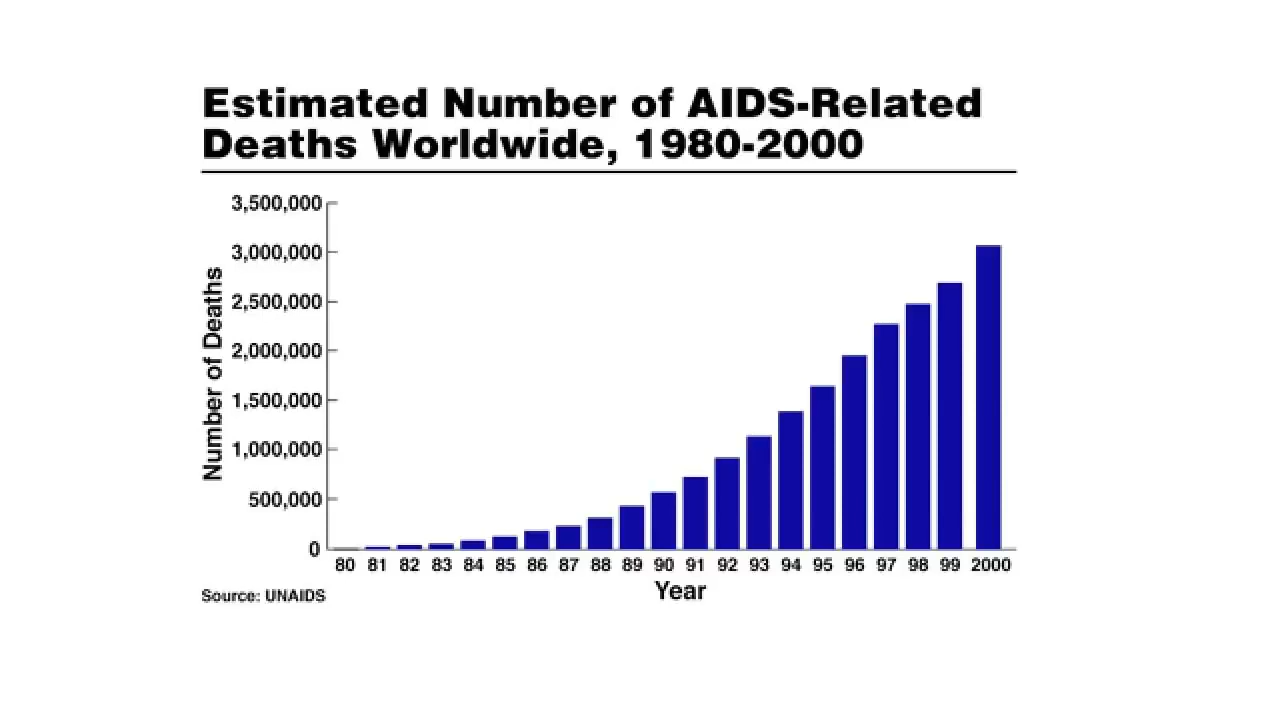 Estimated Number of AIDS-Related
Deaths Worldwide, 1980-2000
Number of Deaths
3,500,000
3,000,000
2,500,000
2,000,000
1,500,000
1,000,000
500,000
0
80 81 82 83 84 85 86 87 88 89 90 91 92 93 94 95 96 97 98 99 2000
Year
Source: UNAIDS